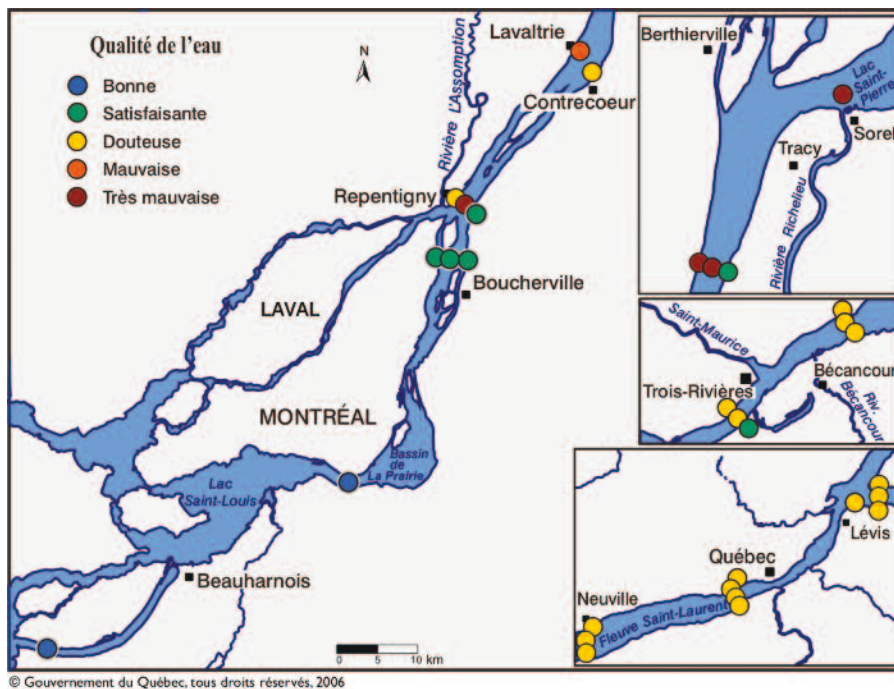 Qualité de l'eau
Bonne
Satisfaisante
Douteuse
Mauvaise
Très mauvaise
N
Lavaltrie
Contrecoeur
Rivière L'Assomption
Repentigny
Boucherville
LAVAL
MONTRÉAL
Bassin
de
La Prairie
Lac
Saint-Louis
Beauharnois
0 5 10 km
Berthierville
Lac
Saint-
Pierre
Sorel
Tracy
Rivière Richelieu
Saint-Maurice
Trois-Rivières
Bécancour
Riv.
Bécancour
Lévis
Québec
Neuville
Fleuve Saint-Laurent
© Gouvernement du Québec, tous droits réservés, 2006